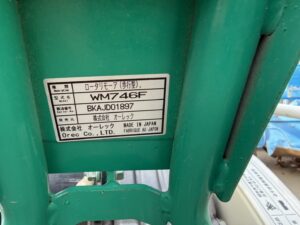 ロータリモーア(歩行型)
WM746F
BKAJD01897
株式会社 オーレック
株式会社 オーレック MADE IN JAPAN
Orec Co., LTD. FABRIQUÉ AU JAPON